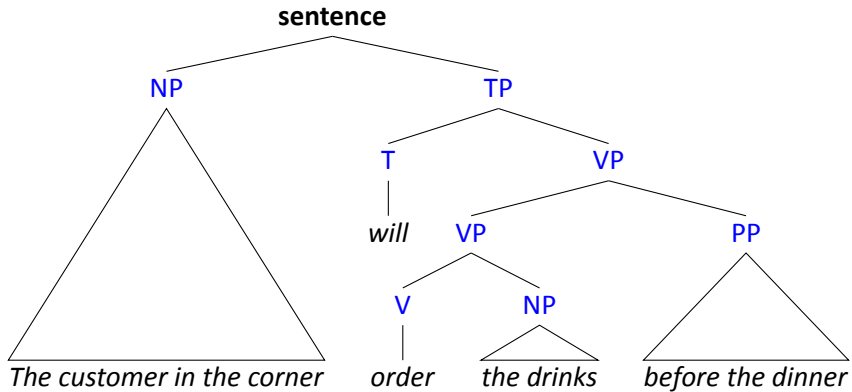 sentence
NP TP
T VP
will VP PP
V NP
The customer in the corner order the drinks before the dinner